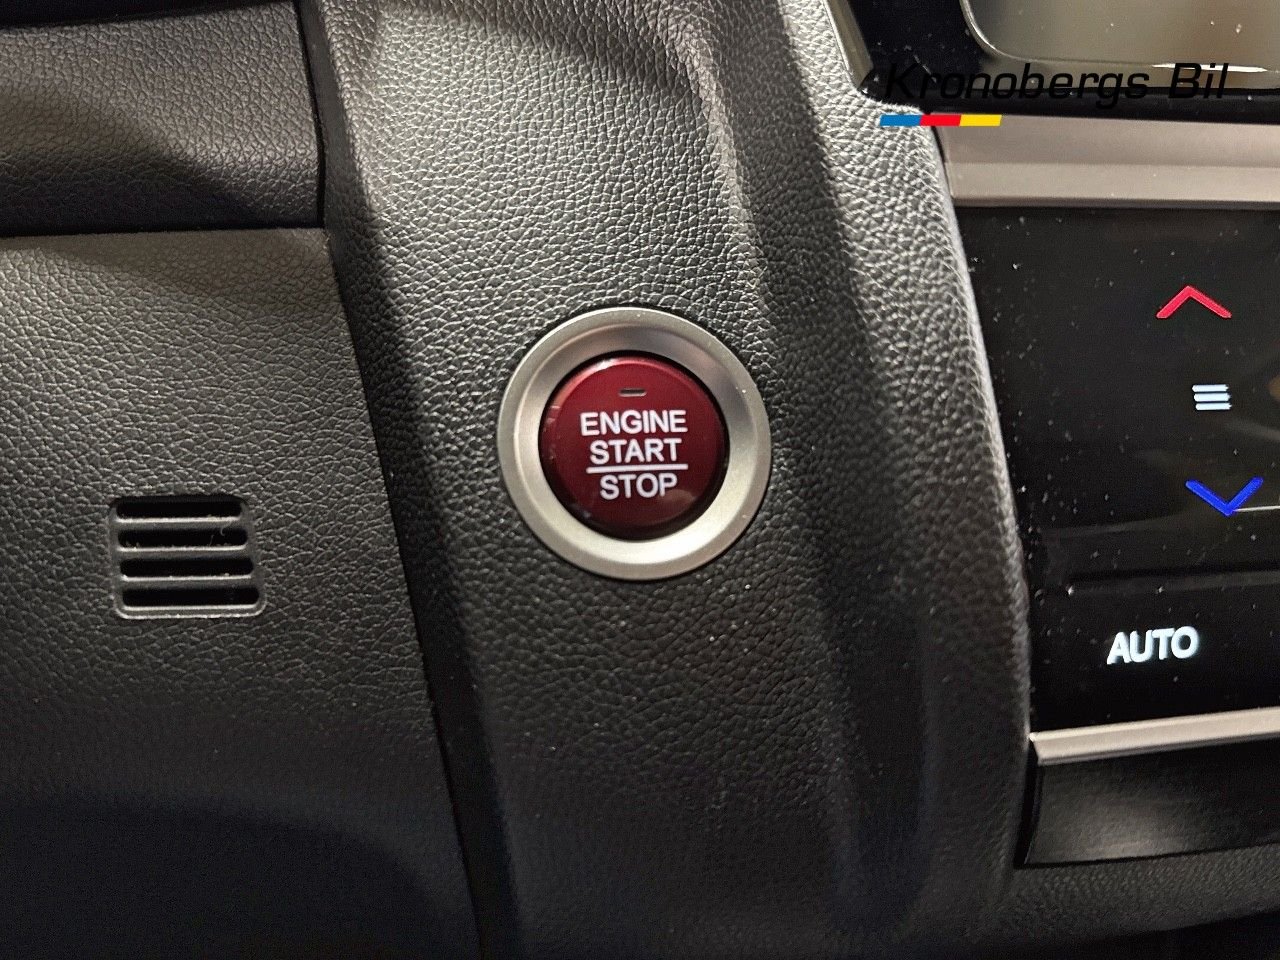 Kronobergs Bil
ENGINE
START
STOP
AUTO